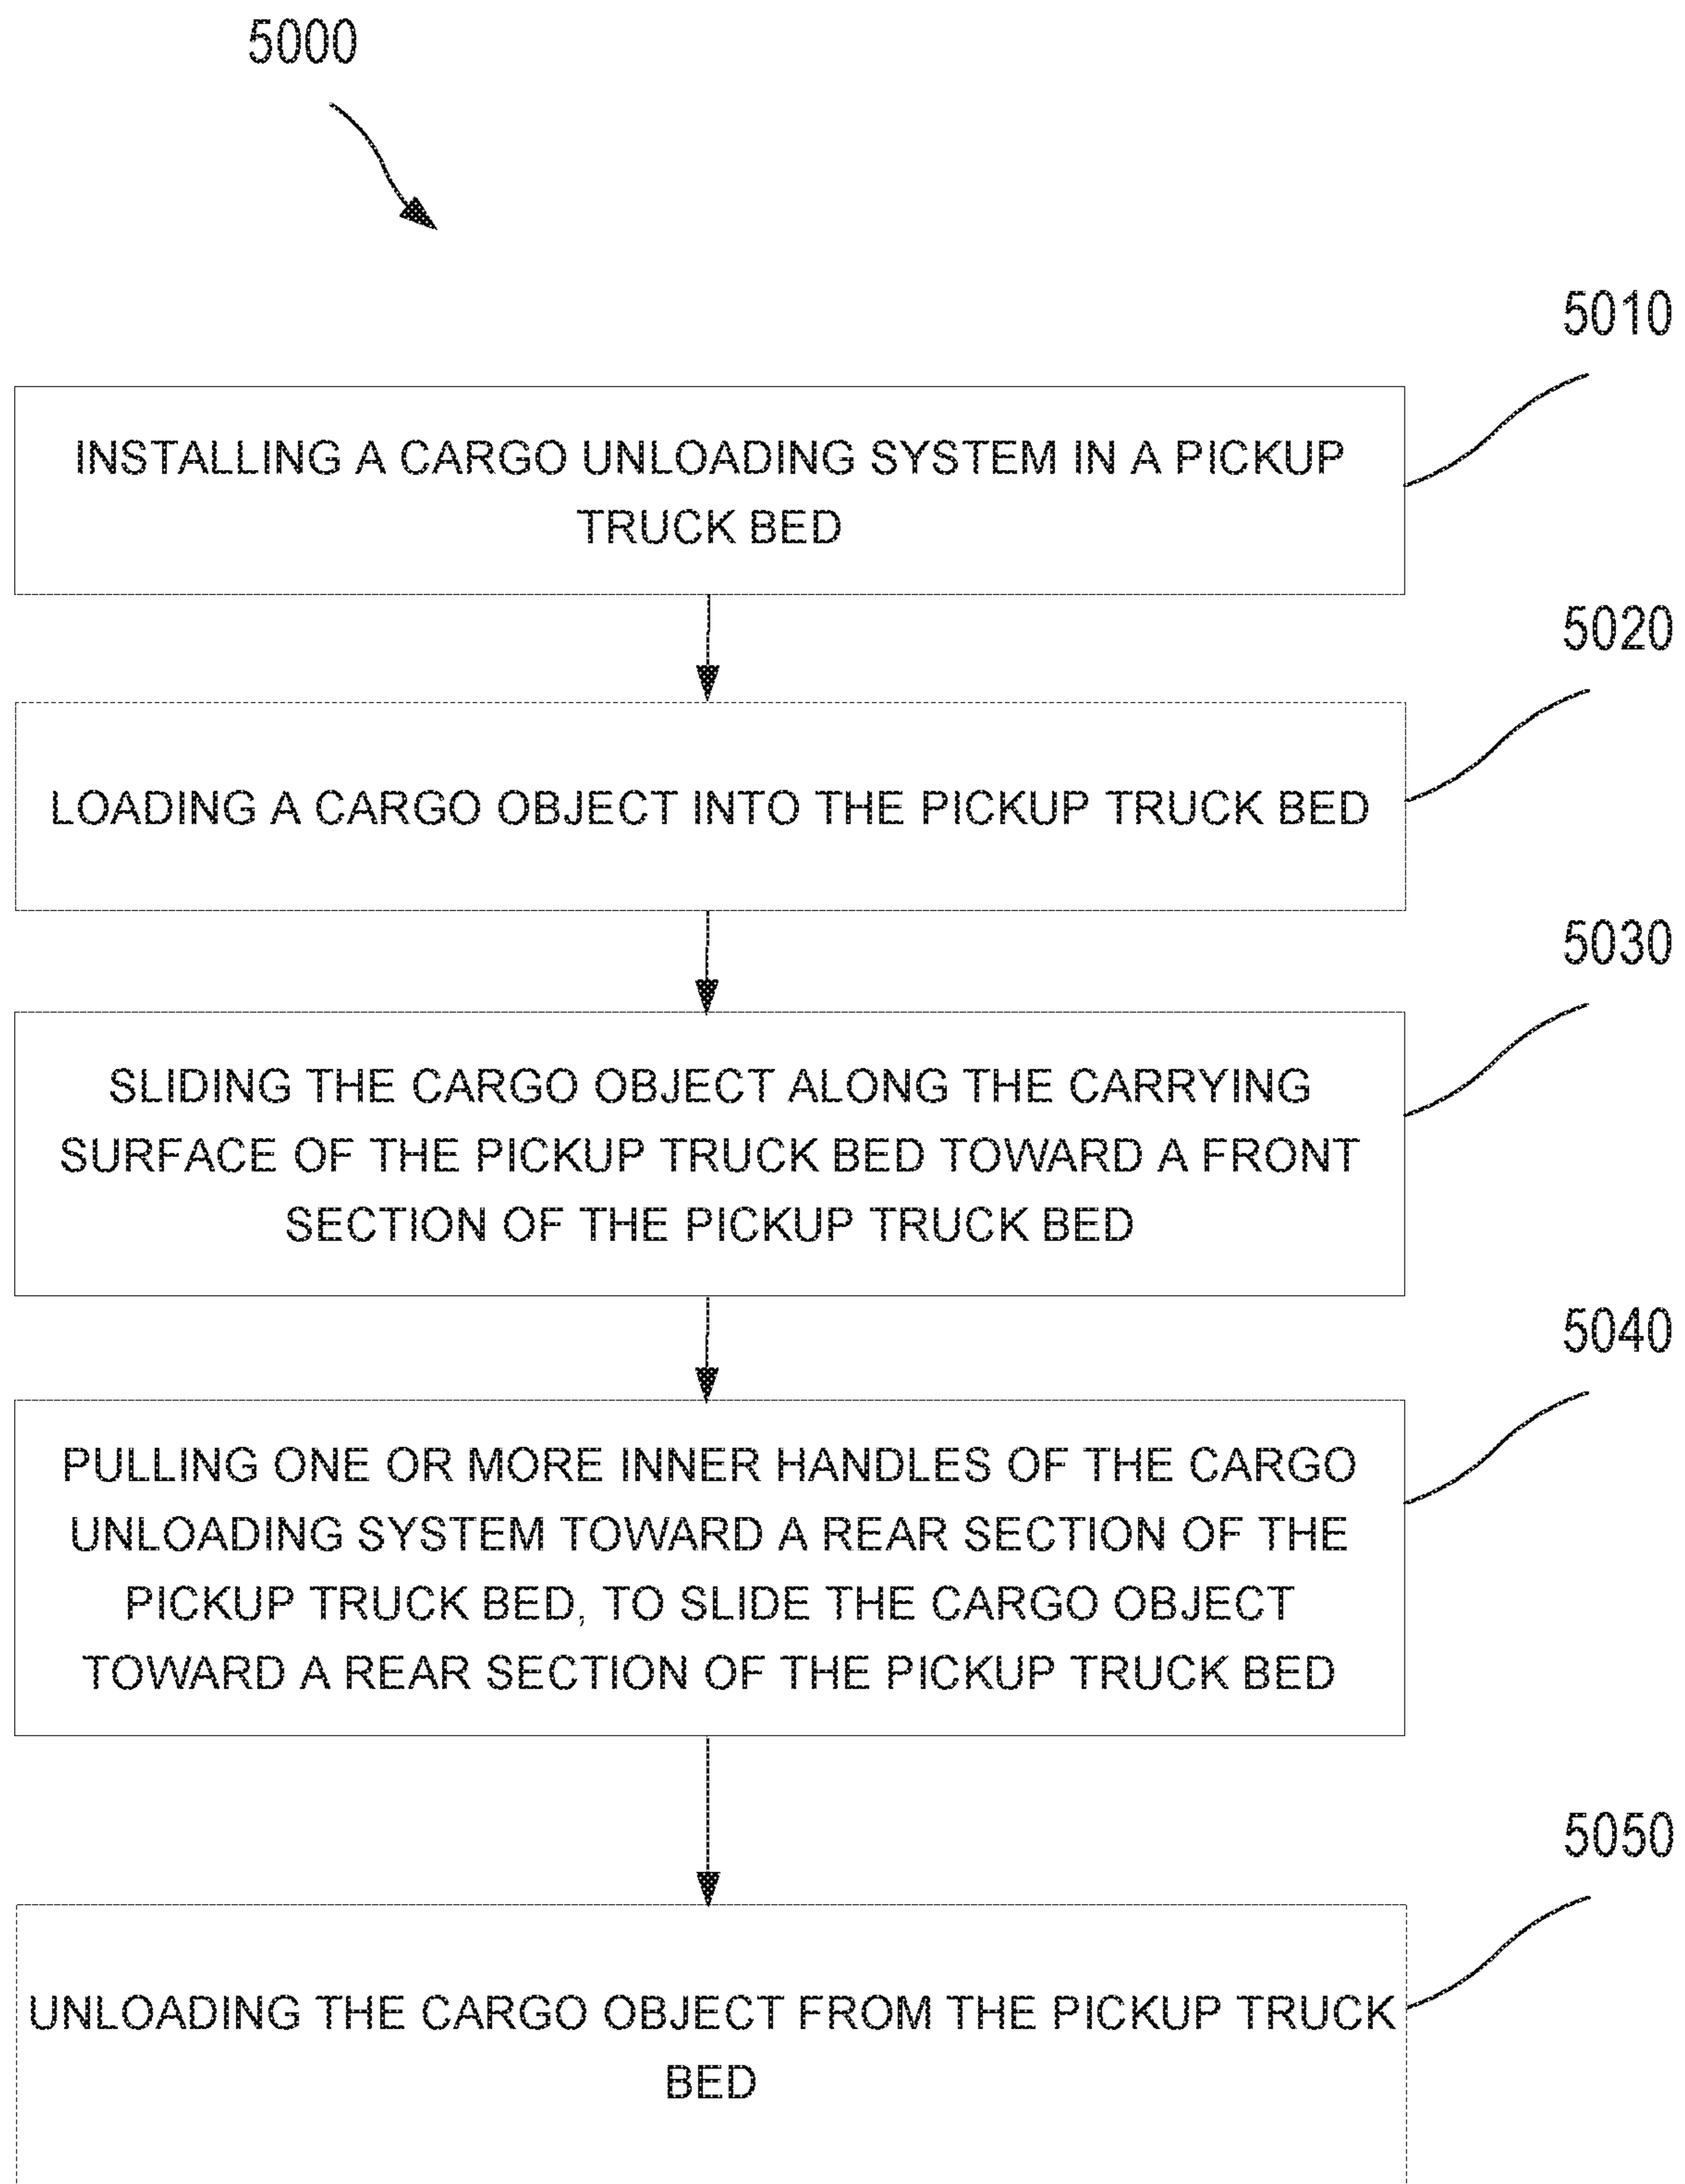 5000
5010
INSTALLING A CARGO UNLOADING SYSTEM IN A PICKUP
TRUCK BED
5020
LOADING A CARGO OBJECT INTO THE PICKUP TRUCK BED
5030
SLIDING THE CARGO OBJECT ALONG THE CARRYING
SURFACE OF THE PICKUP TRUCK BED TOWARD A FRONT
SECTION OF THE PICKUP TRUCK BED
5040
PULLING ONE OR MORE INNER HANDLES OF THE CARGO
UNLOADING SYSTEM TOWARD A REAR SECTION OF THE
PICKUP TRUCK BED, TO SLIDE THE CARGO OBJECT
TOWARD A REAR SECTION OF THE PICKUP TRUCK BED
5050
UNLOADING THE CARGO OBJECT FROM THE PICKUP TRUCK
BED